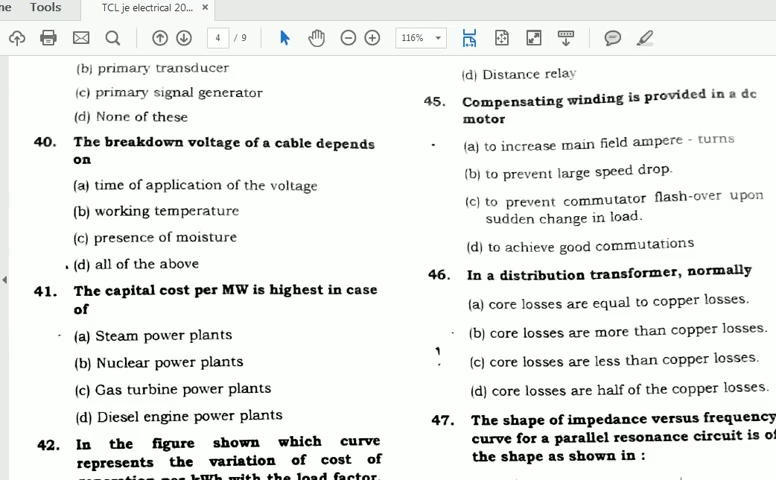 ne Tools TCL je electrical 20... ×
4 / 9 116%
(b) primary transducer
(c) primary signal generator
(d) None of these
40. The breakdown voltage of a cable depends
on
(a) time of application of the voltage
(b) working temperature
(c) presence of moisture
(d) all of the above
41. The capital cost per MW is highest in case
of
(a) Steam power plants
(b) Nuclear power plants
(c) Gas turbine power plants
(d) Diesel engine power plants
42. In the figure shown which curve
represents the variation of cost of
generation per kWh with the load factor.
(d) Distance relay
45. Compensating winding is provided in a dc
motor
(a) to increase main field ampere - turns
(b) to prevent large speed drop.
(c) to prevent commutator flash-over upon
sudden change in load.
(d) to achieve good commutations
46. In a distribution transformer, normally
(a) core losses are equal to copper losses.
(b) core losses are more than copper losses.
(c) core losses are less than copper losses.
(d) core losses are half of the copper losses.
47. The shape of impedance versus frequency
curve for a parallel resonance circuit is of
the shape as shown in :